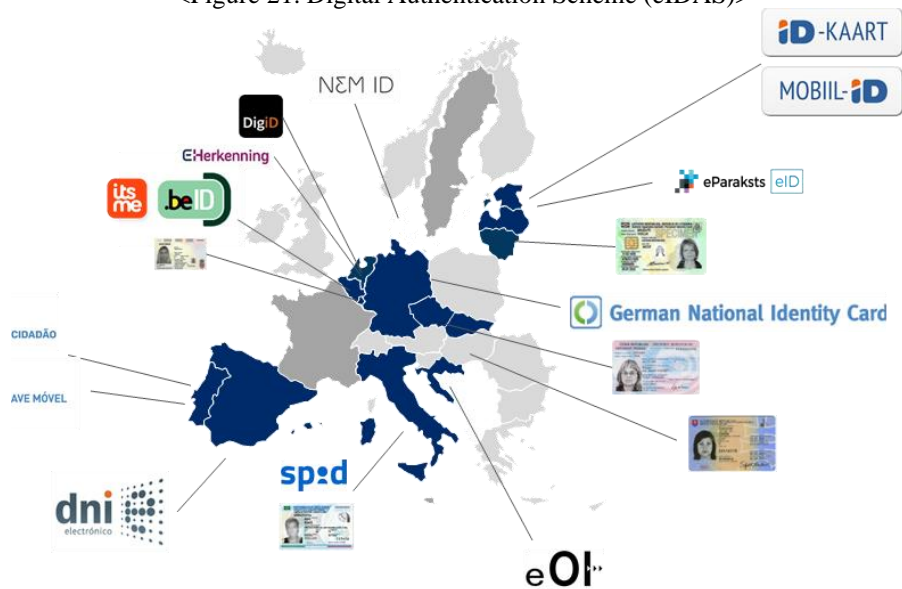 <Figure 21. Digital Authentication Scheme (eIDAS)>
iD-KAART
NEM ID
MOBIIL-iD
DigiD
EHerkenning
eParaksts eID
its me
.beID
German National Identity Card
CIDADÃO
AVE MÓVEL
spid
dni
electrónico
eOI